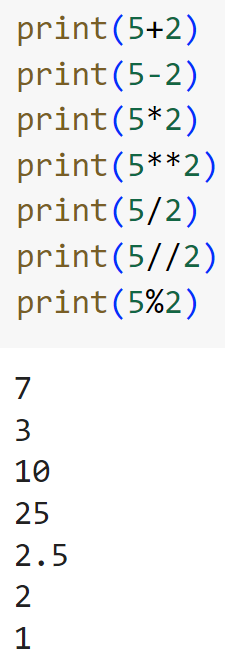 print(5+2)
print(5-2)
print(5*2)
print(5**2)
print(5/2)
print(5//2)
print(5%2)
7
3
10
25
2.5
2
1